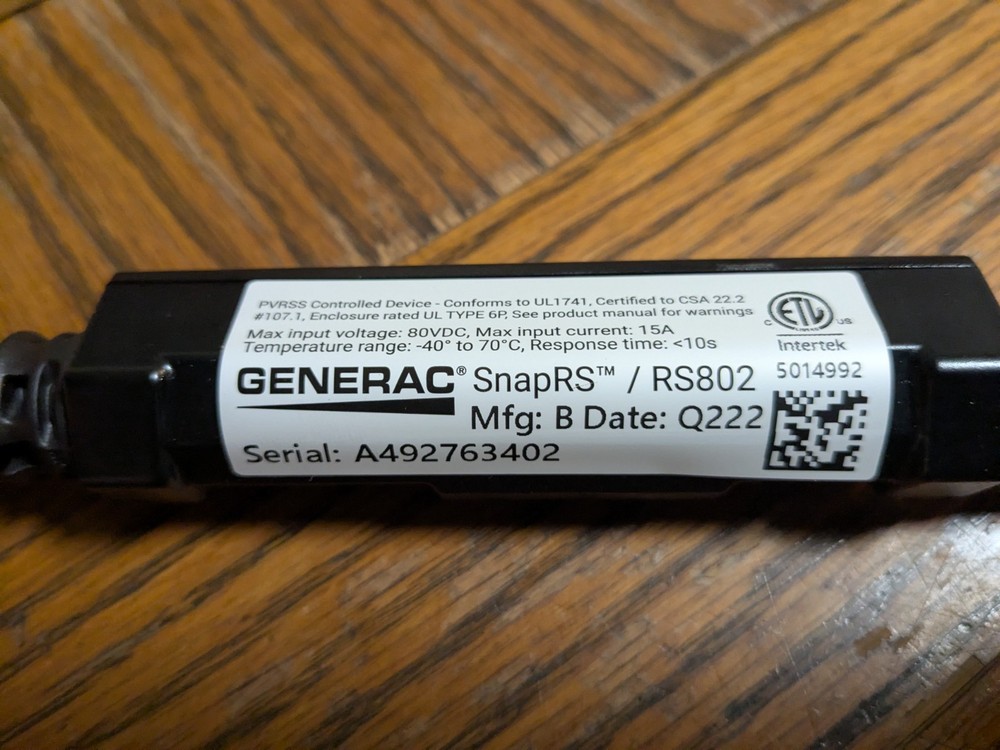 PVRSS Controlled Device - Conforms to UL1741, Certified to CSA 22.2
#107.1, Enclosure rated UL TYPE 6P, See product manual for warnings
Max input voltage: 80VDC, Max input current: 15A
Temperature range: -40° to 70°C, Response time: <10s
GENERAC® SnapRS™ / RS802
Mfg: B Date: Q222
Serial: A492763402
ETL
C US
Intertek
5014992